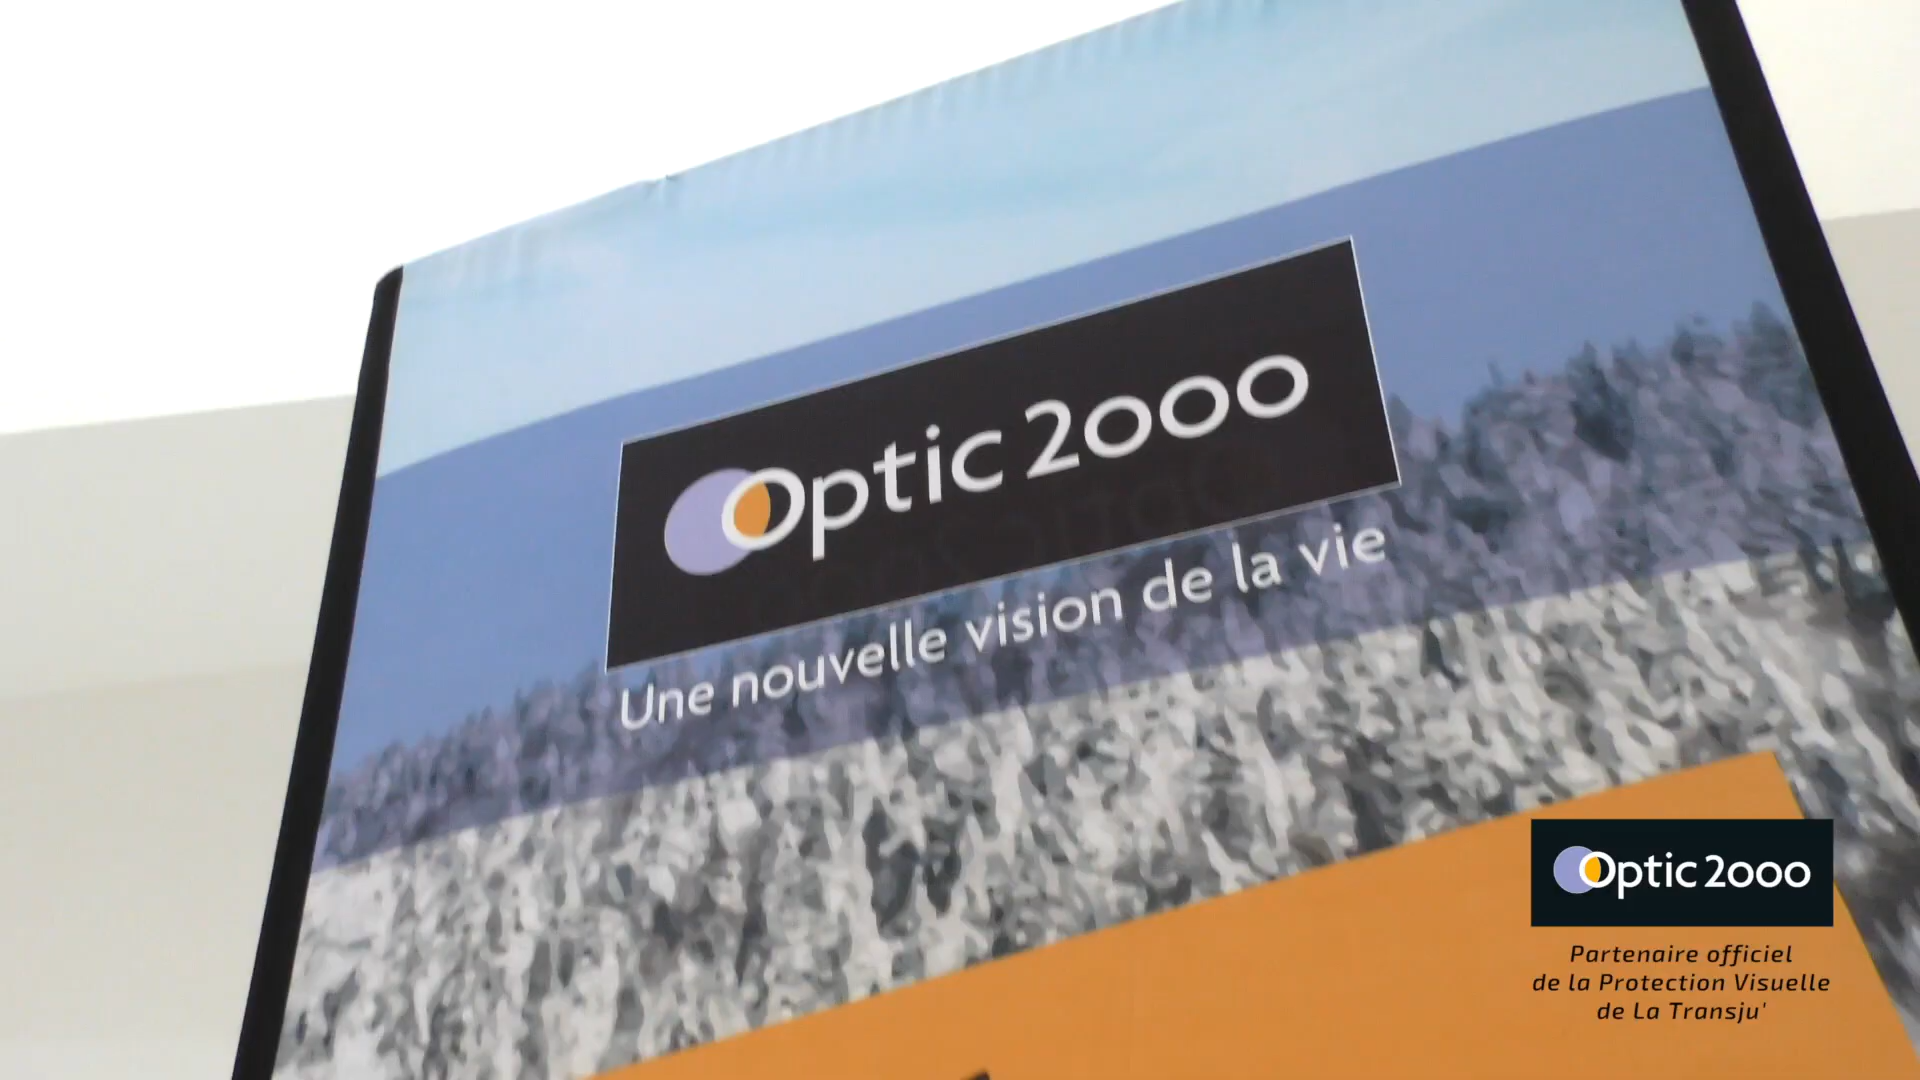 Optic 2000
Une nouvelle vision de la vie
Optic 2000
Partenaire officiel
de la Protection Visuelle
de La Transju'